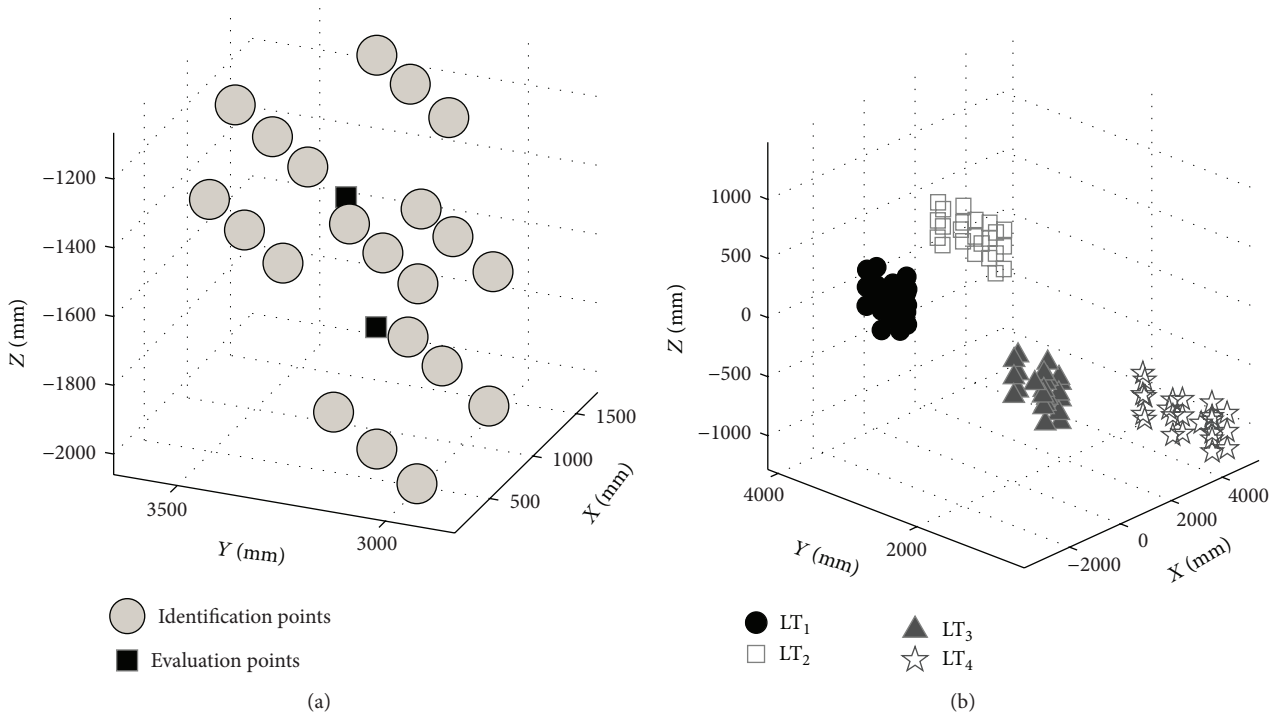 −1200
−1400
−1600
−1800
−2000
Z (mm)
3500
3000
Y (mm)
500
1000
1500
X (mm)
Identification points
Evaluation points
(a)
1000
500
0
−500
−1000
Z (mm)
4000
2000
Y (mm)
−2000
0
2000
4000
X (mm)
LT1
LT2
LT3
LT4
(b)